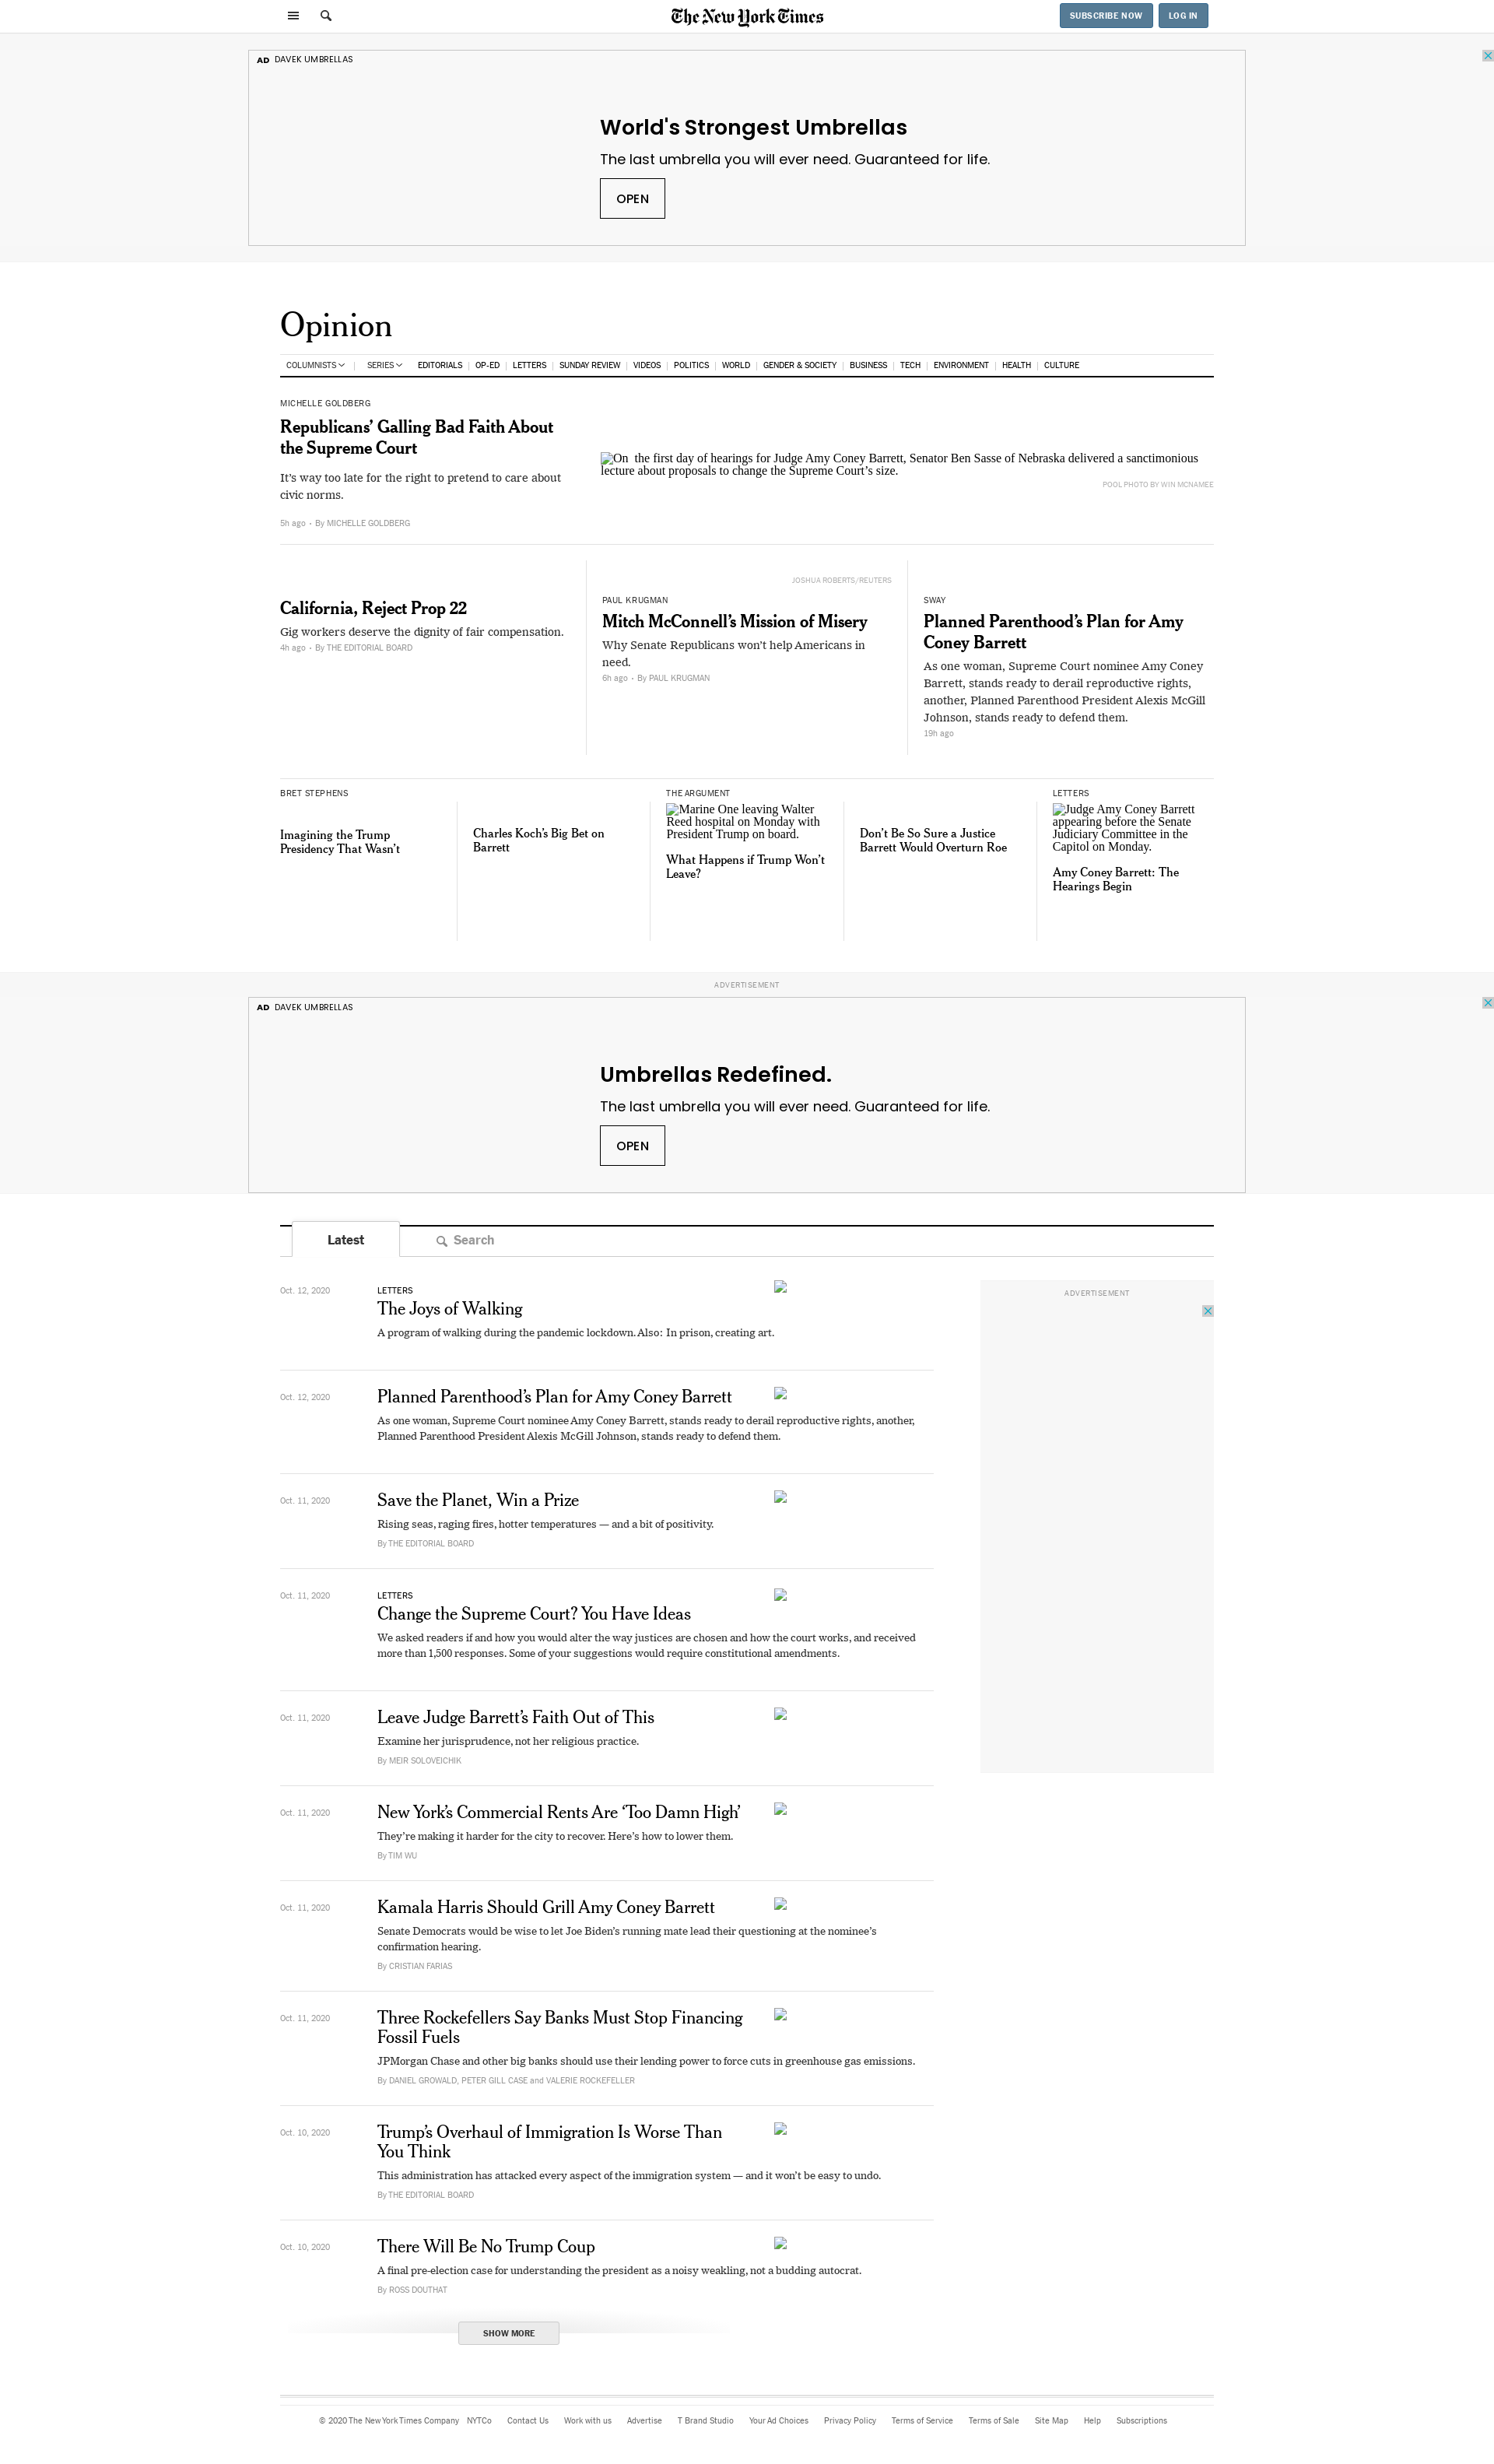 The New York Times
SUBSCRIBE NOW
LOG IN
AD DAVEK UMBRELLAS
World's Strongest Umbrellas
The last umbrella you will ever need. Guaranteed for life.
OPEN
Opinion
COLUMNISTS
SERIES
EDITORIALS
OP-ED
LETTERS
SUNDAY REVIEW
VIDEOS
POLITICS
WORLD
GENDER & SOCIETY
BUSINESS
TECH
ENVIRONMENT
HEALTH
CULTURE
MICHELLE GOLDBERG
Republicans’ Galling Bad Faith About
the Supreme Court
It’s way too late for the right to pretend to care about
civic norms.
5h ago • By MICHELLE GOLDBERG
On the first day of hearings for Judge Amy Coney Barrett, Senator Ben Sasse of Nebraska delivered a sanctimonious
lecture about proposals to change the Supreme Court’s size.
POOL PHOTO BY WIN MCNAMEE
California, Reject Prop 22
Gig workers deserve the dignity of fair compensation.
4h ago • By THE EDITORIAL BOARD
JOSHUA ROBERTS/REUTERS
PAUL KRUGMAN
Mitch McConnell’s Mission of Misery
Why Senate Republicans won’t help Americans in
need.
6h ago • By PAUL KRUGMAN
SWAY
Planned Parenthood’s Plan for Amy
Coney Barrett
As one woman, Supreme Court nominee Amy Coney
Barrett, stands ready to derail reproductive rights,
another, Planned Parenthood President Alexis McGill
Johnson, stands ready to defend them.
19h ago
BRET STEPHENS
Imagining the Trump
Presidency That Wasn’t
Charles Koch’s Big Bet on
Barrett
THE ARGUMENT
Marine One leaving Walter
Reed hospital on Monday with
President Trump on board.
What Happens if Trump Won’t
Leave?
Don’t Be So Sure a Justice
Barrett Would Overturn Roe
LETTERS
Judge Amy Coney Barrett
appearing before the Senate
Judiciary Committee in the
Capitol on Monday.
Amy Coney Barrett: The
Hearings Begin
ADVERTISEMENT
AD DAVEK UMBRELLAS
Umbrellas Redefined.
The last umbrella you will ever need. Guaranteed for life.
OPEN
Latest
Search
Oct. 12, 2020
LETTERS
The Joys of Walking
A program of walking during the pandemic lockdown. Also: In prison, creating art.
ADVERTISEMENT
Oct. 12, 2020
Planned Parenthood’s Plan for Amy Coney Barrett
As one woman, Supreme Court nominee Amy Coney Barrett, stands ready to derail reproductive rights, another,
Planned Parenthood President Alexis McGill Johnson, stands ready to defend them.
Oct. 11, 2020
Save the Planet, Win a Prize
Rising seas, raging fires, hotter temperatures — and a bit of positivity.
By THE EDITORIAL BOARD
Oct. 11, 2020
LETTERS
Change the Supreme Court? You Have Ideas
We asked readers if and how you would alter the way justices are chosen and how the court works, and received
more than 1,500 responses. Some of your suggestions would require constitutional amendments.
Oct. 11, 2020
Leave Judge Barrett’s Faith Out of This
Examine her jurisprudence, not her religious practice.
By MEIR SOLOVEICHIK
Oct. 11, 2020
New York’s Commercial Rents Are ‘Too Damn High’
They’re making it harder for the city to recover. Here’s how to lower them.
By TIM WU
Oct. 11, 2020
Kamala Harris Should Grill Amy Coney Barrett
Senate Democrats would be wise to let Joe Biden’s running mate lead their questioning at the nominee’s
confirmation hearing.
By CRISTIAN FARIAS
Oct. 11, 2020
Three Rockefellers Say Banks Must Stop Financing
Fossil Fuels
JPMorgan Chase and other big banks should use their lending power to force cuts in greenhouse gas emissions.
By DANIEL GROWALD, PETER GILL CASE and VALERIE ROCKEFELLER
Oct. 10, 2020
Trump’s Overhaul of Immigration Is Worse Than
You Think
This administration has attacked every aspect of the immigration system — and it won’t be easy to undo.
By THE EDITORIAL BOARD
Oct. 10, 2020
There Will Be No Trump Coup
A final pre-election case for understanding the president as a noisy weakling, not a budding autocrat.
By ROSS DOUTHAT
SHOW MORE
© 2020 The New York Times Company
NYTCo
Contact Us
Work with us
Advertise
T Brand Studio
Your Ad Choices
Privacy Policy
Terms of Service
Terms of Sale
Site Map
Help
Subscriptions